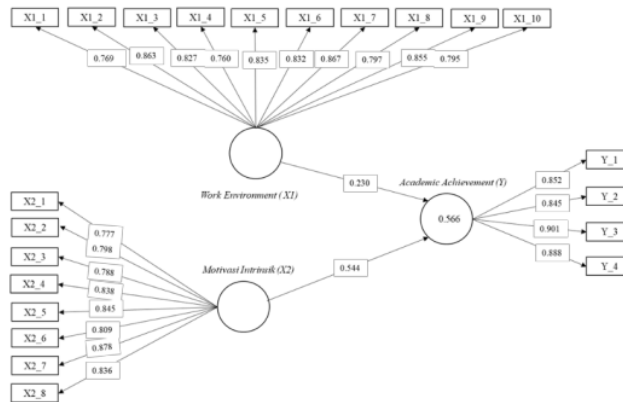 X1_1 X1_2 X1_3 X1_4 X1_5 X1_6 X1_7 X1_8 X1_9 X1_10
0.769 0.863 0.827 0.760 0.835 0.832 0.867 0.797 0.855 0.795
Work Environment (X1)
0.230
Academic Achievement (Y)
0.566
Y_1
0.852
Y_2
0.845
Y_3
0.901
Y_4
0.888
X2_1
0.777
X2_2
0.798
X2_3
0.788
X2_4
0.838
X2_5
0.845
X2_6
0.809
X2_7
0.878
X2_8
0.836
Motivasi Intrinsik (X2)
0.544